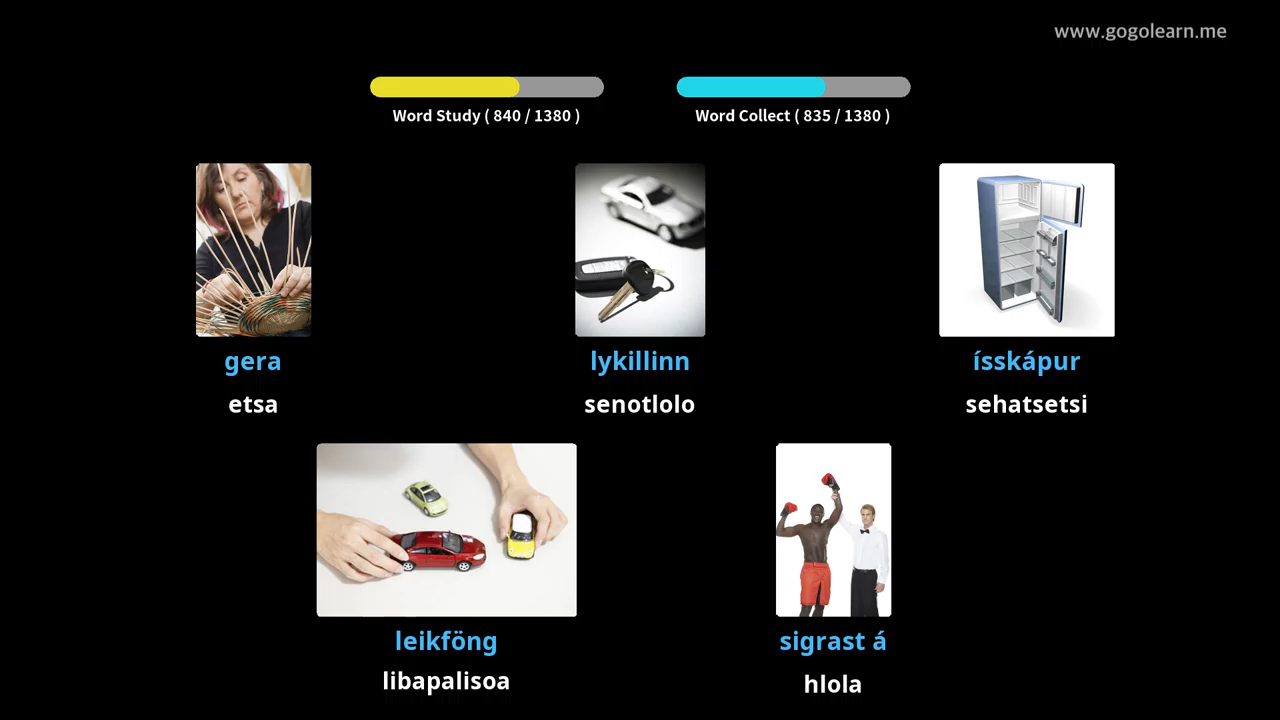 www.gogolearn.me
Word Study ( 840 / 1380 )
Word Collect ( 835 / 1380 )
gera
etsa
lykillinn
senotlolo
ísskápur
sehatsetsi
leikföng
libapalisoa
sigrast á
hlola